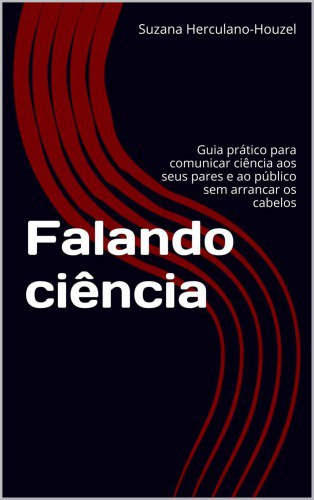 Suzana Herculano-Houzel
Guia prático para
comunicar ciência aos
seus pares e ao público
sem arrancar os
cabelos
Falando
ciência